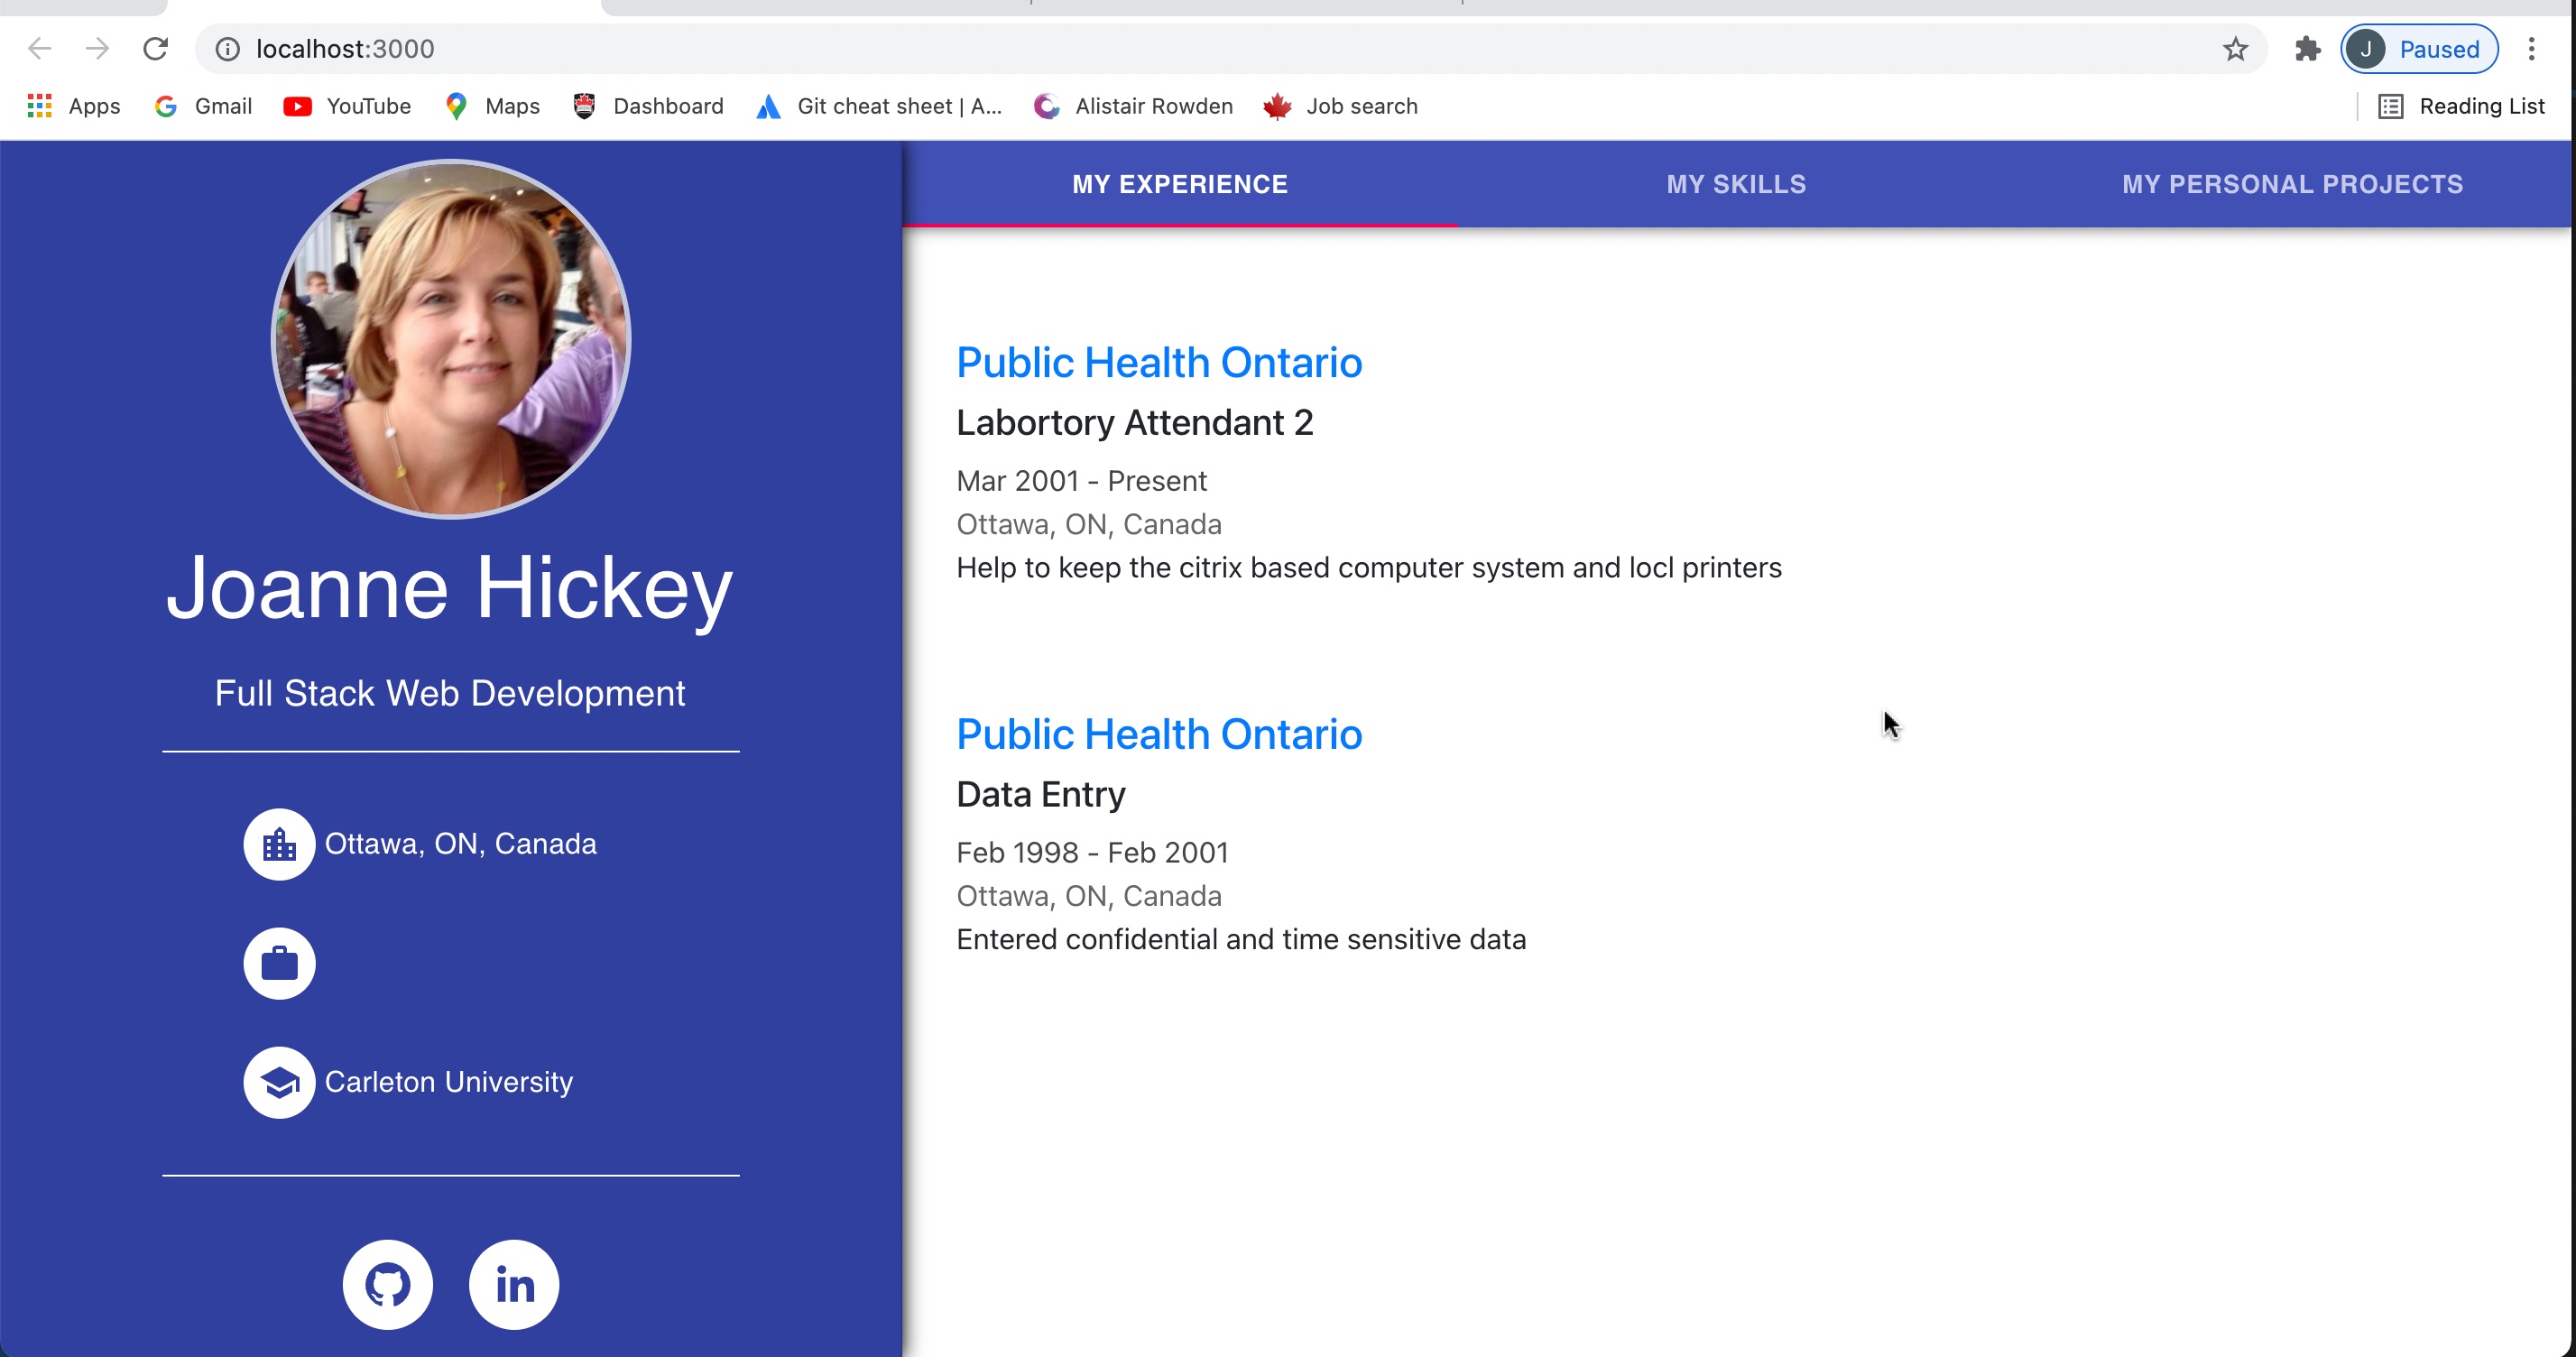 localhost:3000
J Paused
Apps Gmail YouTube Maps Dashboard Git cheat sheet | A... Alistair Rowden Job search Reading List
MY EXPERIENCE MY SKILLS MY PERSONAL PROJECTS
Joanne Hickey
Full Stack Web Development
Ottawa, ON, Canada
Carleton University
in
Public Health Ontario
Labortory Attendant 2
Mar 2001 - Present
Ottawa, ON, Canada
Help to keep the citrix based computer system and locl printers
Public Health Ontario
Data Entry
Feb 1998 - Feb 2001
Ottawa, ON, Canada
Entered confidential and time sensitive data